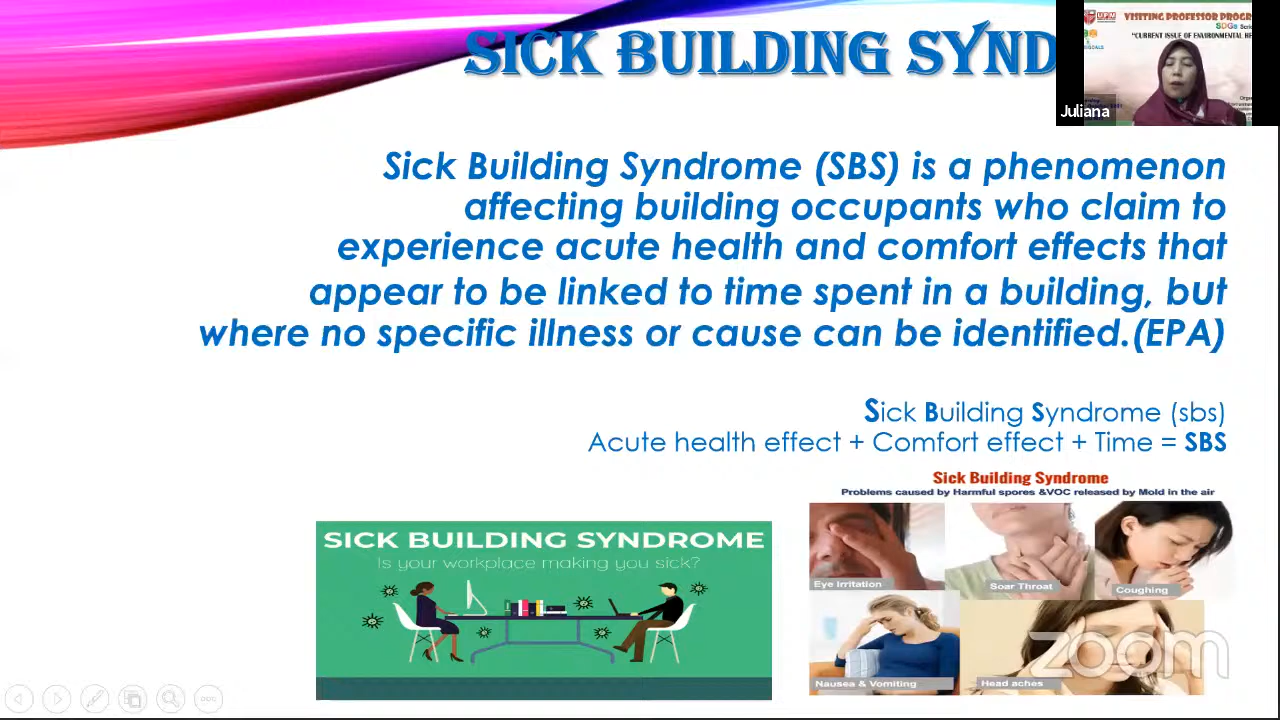 SICK BUILDING SYND
VISITING PROFESSOR PROGR
SDGs
"CURRENT ISSUE OF ENVIRONMENTAL HE
Juliana
Sick Building Syndrome (SBS) is a phenomenon
affecting building occupants who claim to
experience acute health and comfort effects that
appear to be linked to time spent in a building, but
where no specific illness or cause can be identified.(EPA)
Sick Building Syndrome (sbs)
Acute health effect + Comfort effect + Time = SBS
SICK BUILDING SYNDROME
Is your workplace making you sick?
Sick Building Syndrome
Problems caused by Harmful spores &VOC released by Mold in the air
Eye Irritation
Soar Throat
Coughing
Nausea & Vomiting
Head aches
zoom